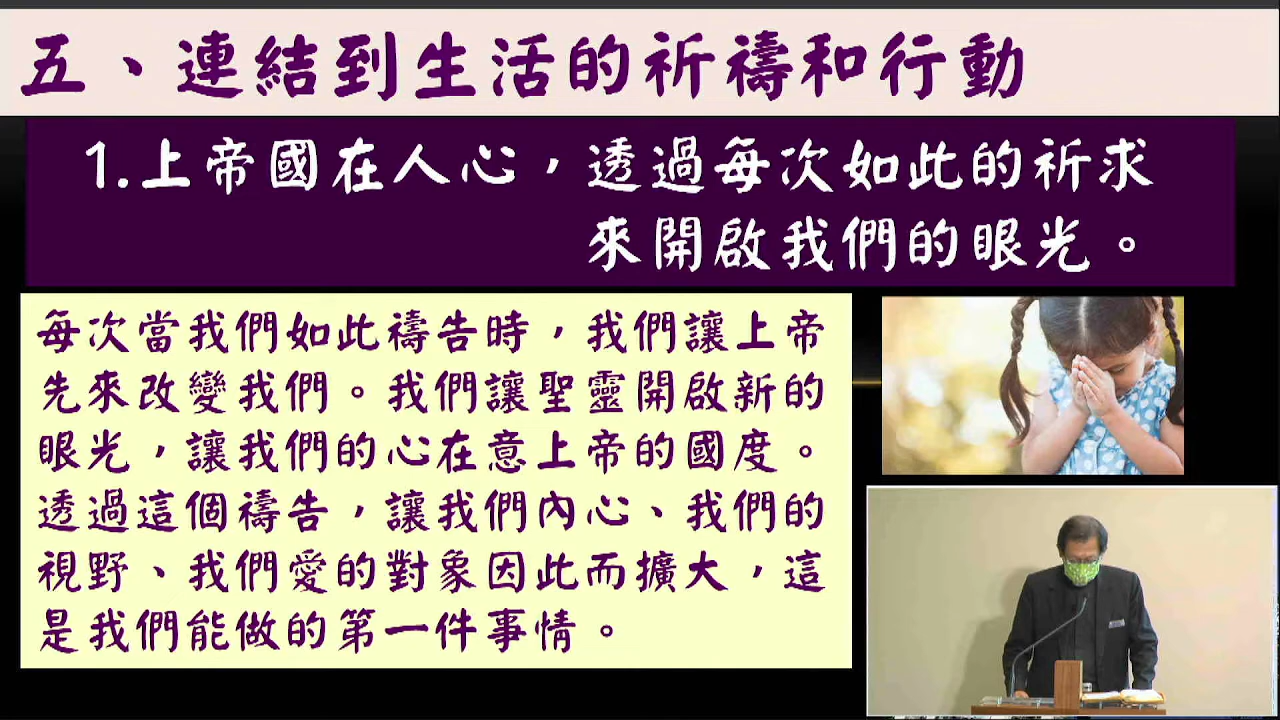 五、連結到生活的祈禱和行動
1.上帝國在人心，透過每次如此的祈求
來開啟我們的眼光。
每次當我們如此禱告時，我們讓上帝
先來改變我們。我們讓聖靈開啟新的
眼光，讓我們的心在意上帝的國度。
透過這個禱告，讓我們內心、我們的
視野、我們愛的對象因此而擴大，這
是我們能做的第一件事情。